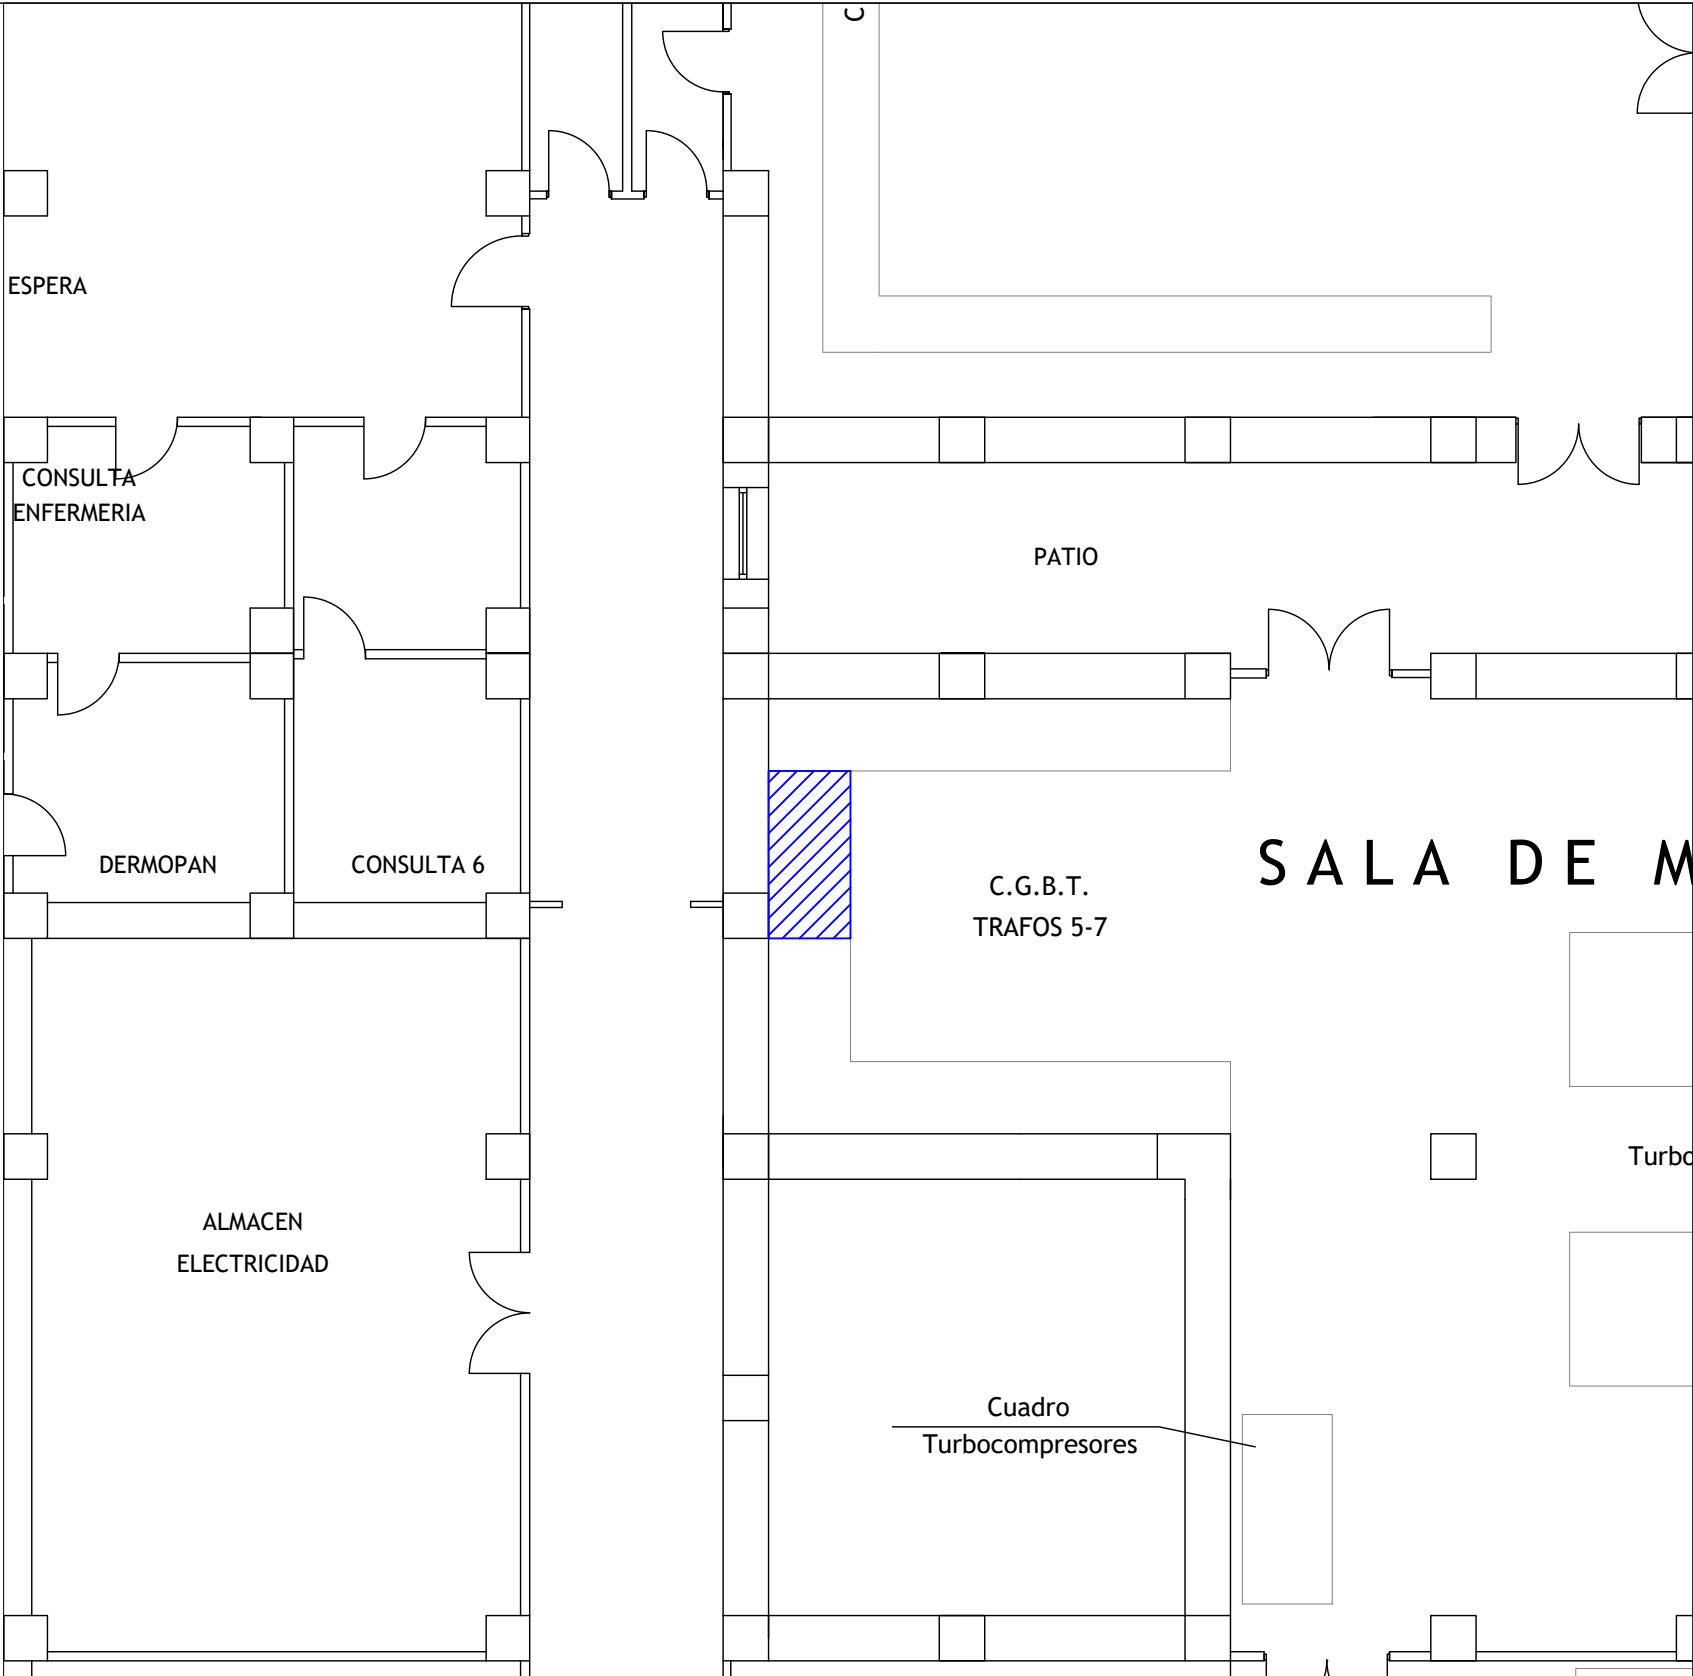 C
ESPERA
CONSULTA
ENFERMERIA
PATIO
DERMOPAN
CONSULTA 6
C.G.B.T.
TRAFOS 5-7
SALA DE M
Turbo
ALMACEN
ELECTRICIDAD
Cuadro
Turbocompresores